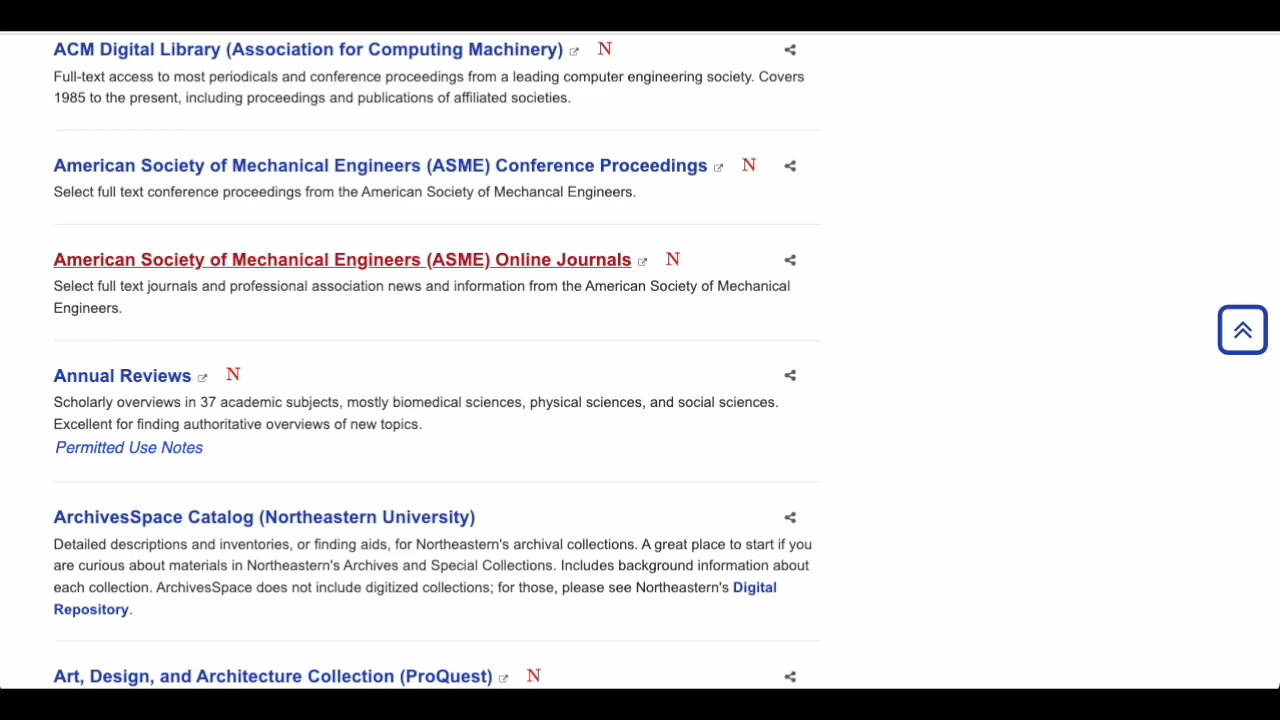 ACM Digital Library (Association for Computing Machinery) N
Full-text access to most periodicals and conference proceedings from a leading computer engineering society. Covers
1985 to the present, including proceedings and publications of affiliated societies.
American Society of Mechanical Engineers (ASME) Conference Proceedings N
Select full text conference proceedings from the American Society of Mechancal Engineers.
American Society of Mechanical Engineers (ASME) Online Journals N
Select full text journals and professional association news and information from the American Society of Mechanical
Engineers.
Annual Reviews N
Scholarly overviews in 37 academic subjects, mostly biomedical sciences, physical sciences, and social sciences.
Excellent for finding authoritative overviews of new topics.
Permitted Use Notes
ArchivesSpace Catalog (Northeastern University)
Detailed descriptions and inventories, or finding aids, for Northeastern's archival collections. A great place to start if you
are curious about materials in Northeastern's Archives and Special Collections. Includes background information about
each collection. ArchivesSpace does not include digitized collections; for those, please see Northeastern's Digital
Repository.
Art, Design, and Architecture Collection (ProQuest) N